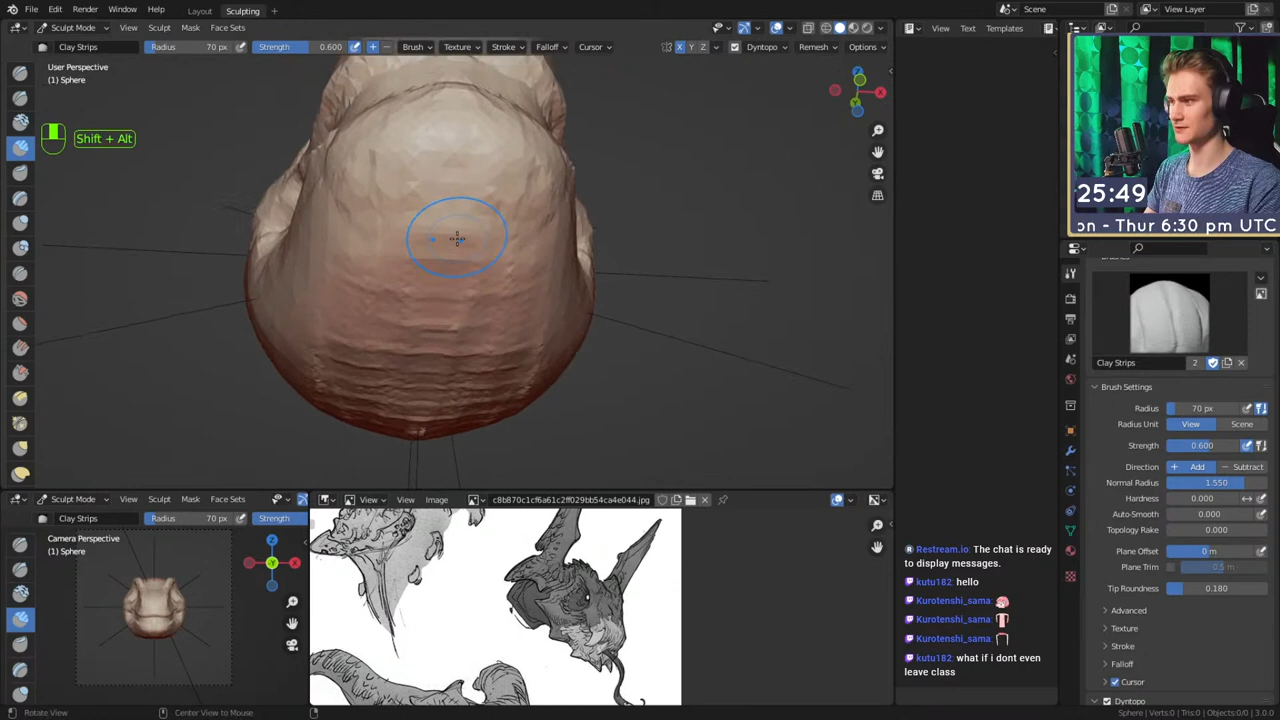 File Edit Render Window Help Layout Sculpting + Scene View Layer
Sculpt Mode View Sculpt Mask Face Sets
Clay Strips Radius 70 px Strength 0.600 + − Brush Texture Stroke Falloff Cursor X Y Z Dyntopo Remesh Options
View Text Templates
User Perspective
(1) Sphere
Shift + Alt
Z
X
Y
25:49
on - Thur 6:30 pm UTC
Clay Strips 2
Brush Settings
Radius 70 px
Radius Unit View Scene
Strength 0.600
Direction + Add − Subtract
Normal Radius 1.550
Hardness 0.000
Auto-Smooth 0.000
Topology Rake 0.000
Plane Offset 0 m
Plane Trim 0.5 m
Tip Roundness 0.180
Advanced
Texture
Stroke
Falloff
Cursor
Dyntopo
Sculpt Mode View Sculpt Mask Face Sets
Clay Strips Radius 70 px Strength
Camera Perspective
(1) Sphere
Z
Y
X
View View Image c8b870c1cf6a61c2ff029bb54ca4e044.jpg
Restream.io: The chat is ready
to display messages.
kutu182: hello
Kurotenshi_sama:
Kurotenshi_sama:
Kurotenshi_sama:
kutu182: what if i dont even
leave class
Rotate View Center View to Mouse Sphere | Verts:0 | Tris:0 | Objects:0/0 | 3.0.0